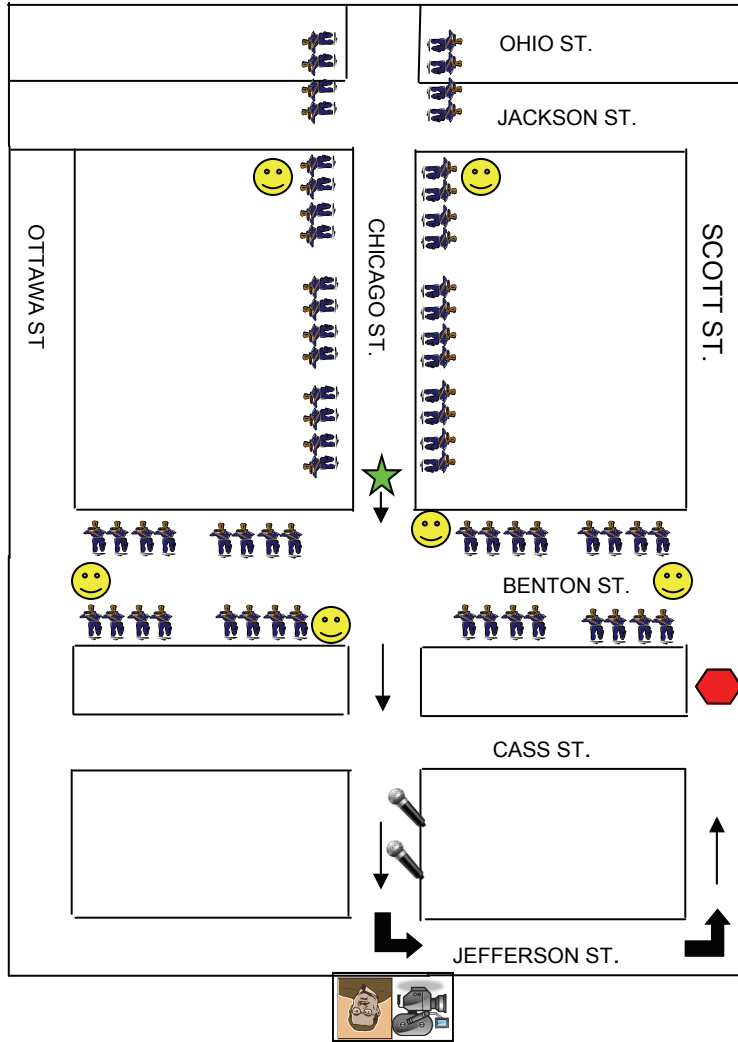 OHIO ST.
JACKSON ST.
OTTAWA ST
CHICAGO ST.
SCOTT ST.
BENTON ST.
CASS ST.
JEFFERSON ST.